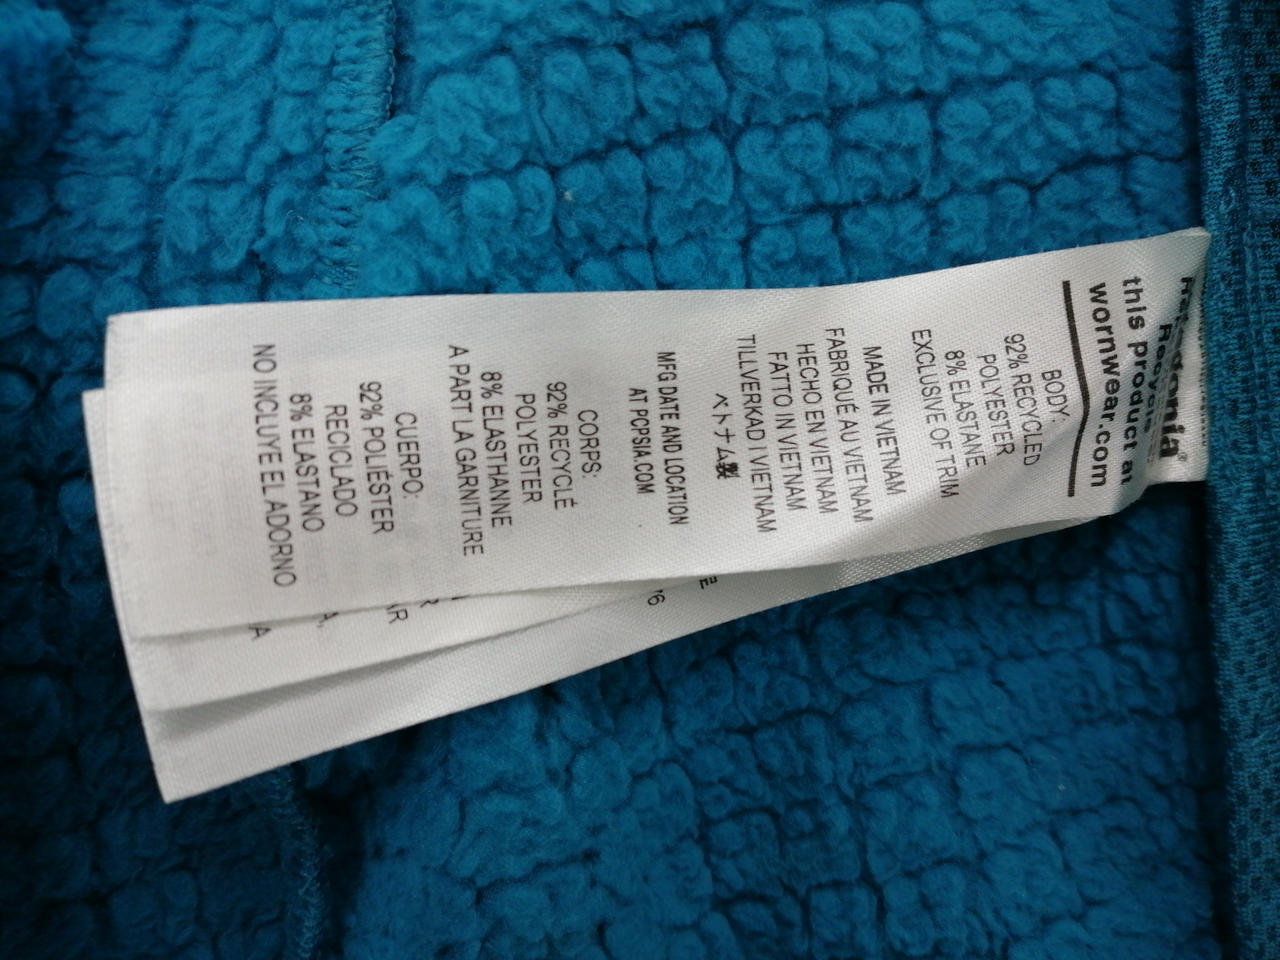 Recycle
this product at
wornwear.com
BODY:
92% RECYCLED
POLYESTER
8% ELASTANE
EXCLUSIVE OF TRIM
MADE IN VIETNAM
FABRIQUÉ AU VIETNAM
HECHO EN VIETNAM
FATTO IN VIETNAM
TILLVERKAD I VIETNAM
ベトナム製
MFG DATE AND LOCATION
AT PCPSIA.COM
CORPS:
92% RECYCLÉ
POLYESTER
8% ELASTHANNE
A PART LA GARNITURE
CUERPO:
92% POLIÉSTER
RECICLADO
8% ELASTANO
NO INCLUYE EL ADORNO